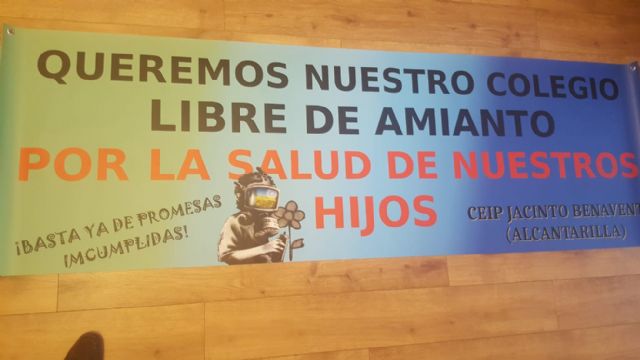 QUEREMOS NUESTRO COLEGIO
LIBRE DE AMIANTO
POR LA SALUD DE NUESTROS
HIJOS
¡BASTA YA DE PROMESAS
IMCUMPLIDAS!
CEIP JACINTO BENAVENT
(ALCANTARILLA)